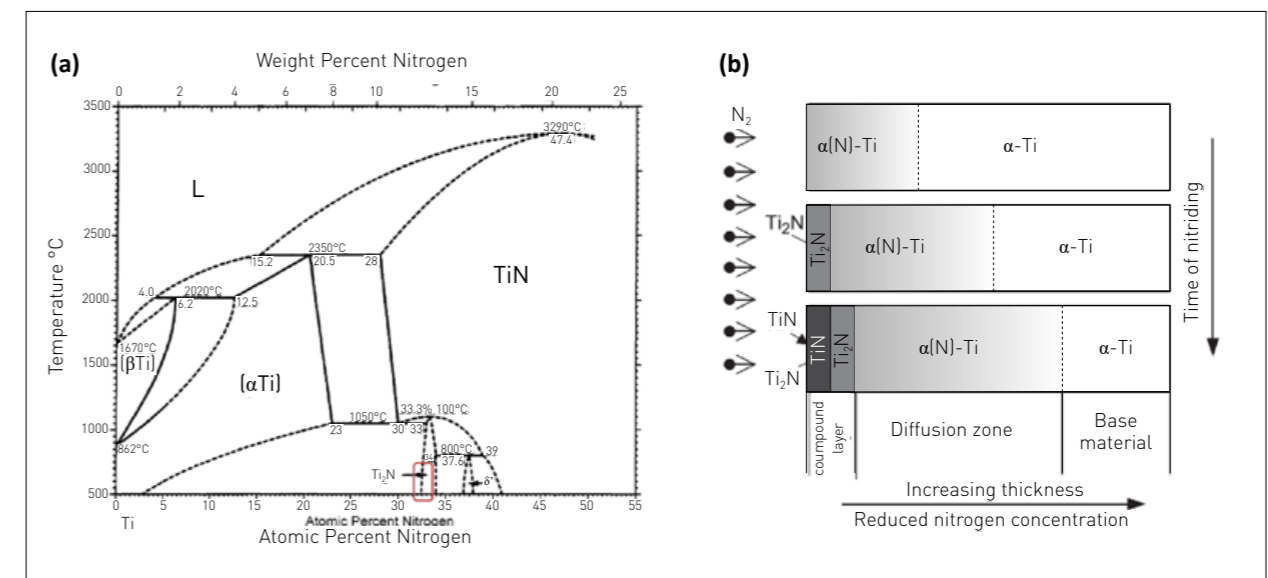 (a)
Weight Percent Nitrogen
0 2 4 6 8 10 15 20 25
3500
3000
2500
2000
1500
1000
500
Temperature °C
L
3290°C
47.4
2350°C
15.2 20.5 28
TiN
4.0 2020°C
6.2 12.5
1670°C
(βTi)
(αTi)
862°C
1050°C
33.3% 100°C
23 30 33
800°C 39
34 37.6
Ti2N
δ'
0 5 10 15 20 25 30 35 40 45 50 55
Ti
Atomic Percent Nitrogen
Atomic Percent Nitrogen
(b)
N2
α(N)-Ti α-Ti
Ti2N
Ti2N
α(N)-Ti α-Ti
TiN
Ti2N
TiN
Ti2N
α(N)-Ti α-Ti
Time of nitriding
coumpound
layer
Diffusion zone
Base
material
Increasing thickness
Reduced nitrogen concentration